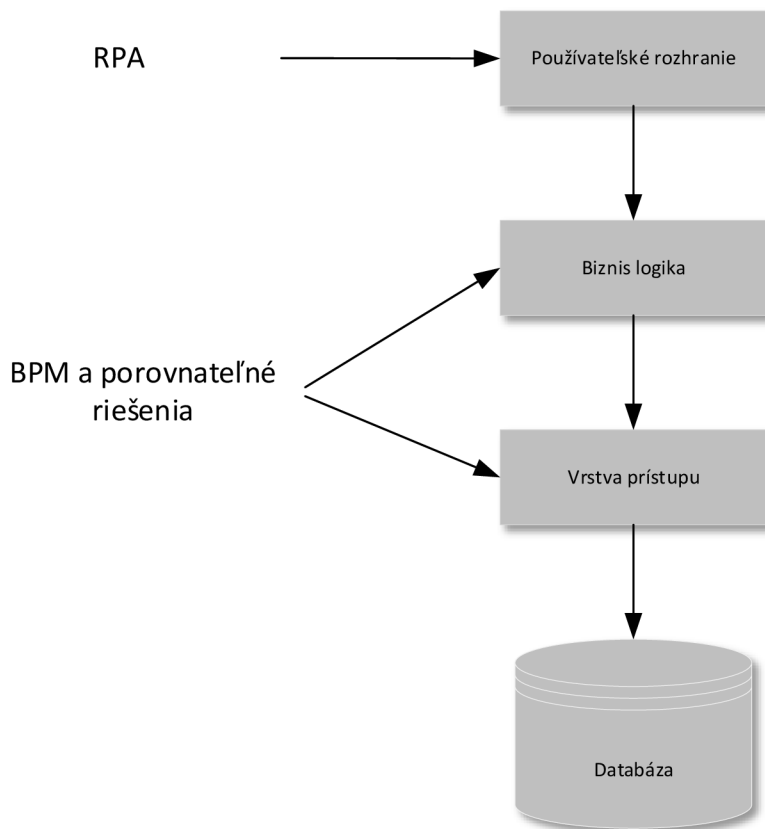 RPA
Používateľské rozhranie
Biznis logika
BPM a porovnateľné
riešenia
Vrstva prístupu
Databáza